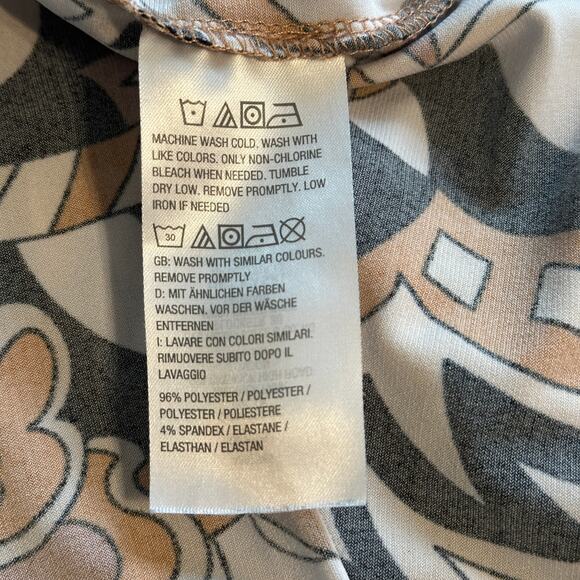 MACHINE WASH COLD. WASH WITH
LIKE COLORS. ONLY NON-CHLORINE
BLEACH WHEN NEEDED. TUMBLE
DRY LOW. REMOVE PROMPTLY. LOW
IRON IF NEEDED
30
GB: WASH WITH SIMILAR COLOURS.
REMOVE PROMPTLY
D: MIT ÄHNLICHEN FARBEN
WASCHEN. VOR DER WÄSCHE
ENTFERNEN
I: LAVARE CON COLORI SIMILARI.
RIMUOVERE SUBITO DOPO IL
LAVAGGIO
96% POLYESTER / POLYESTER /
POLYESTER / POLIESTERE
4% SPANDEX / ELASTANE /
ELASTHAN / ELASTAN